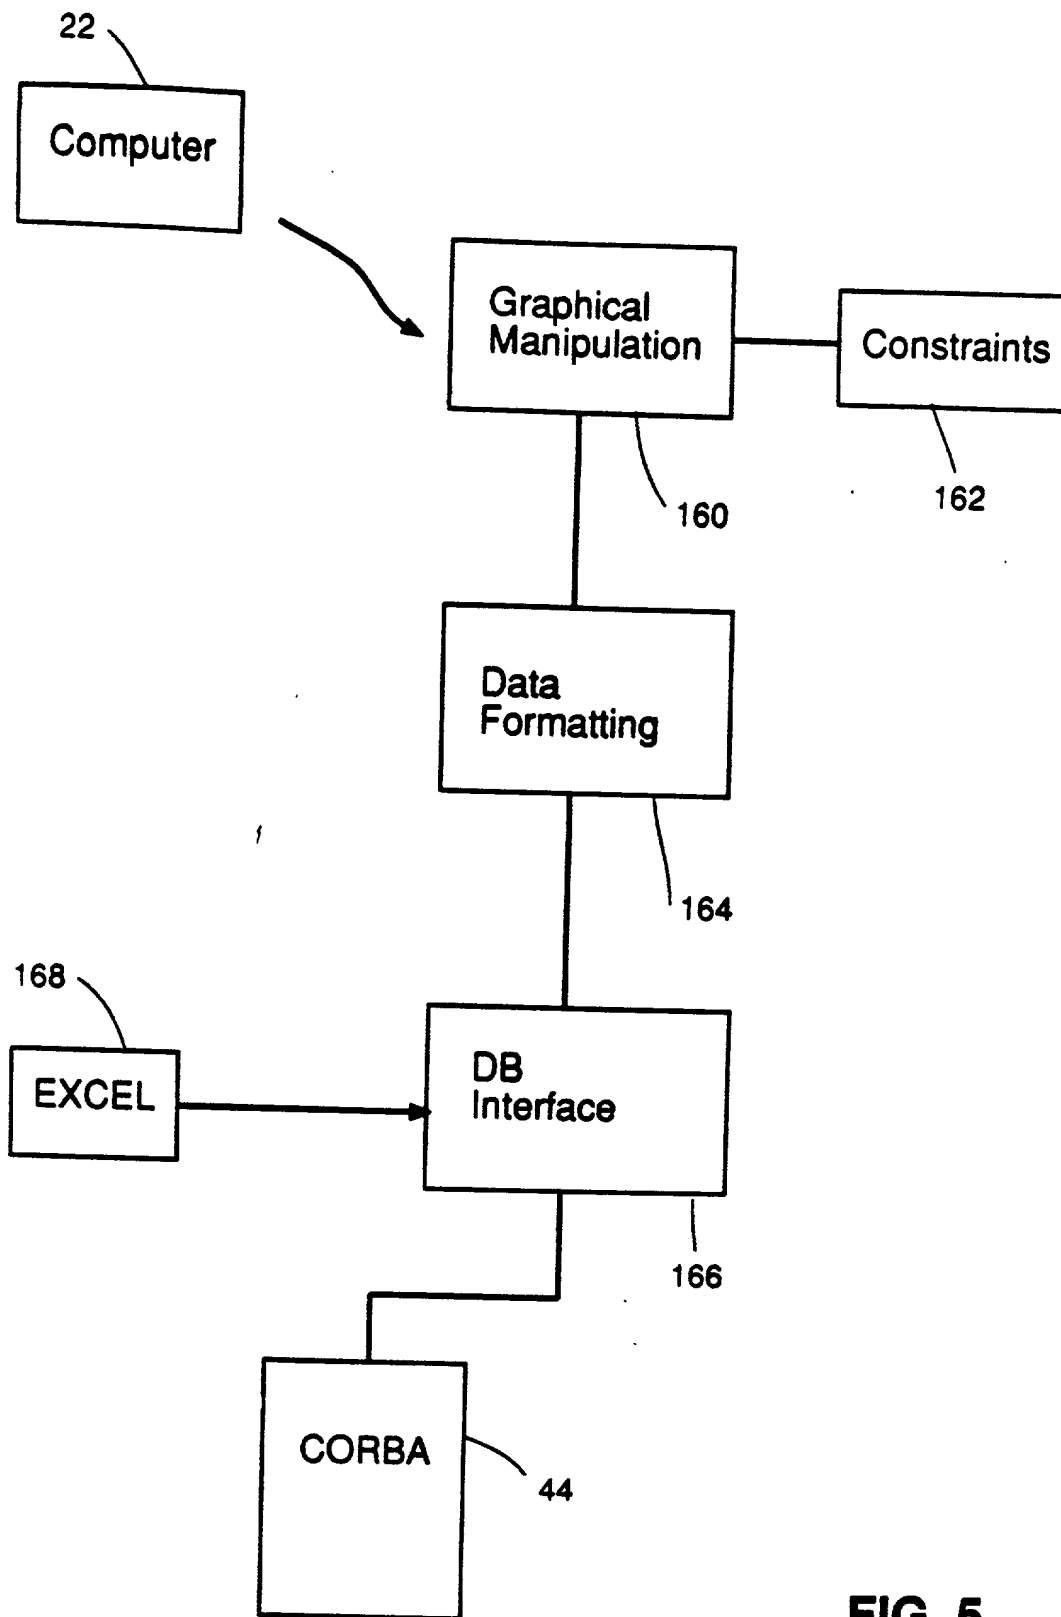 22
Computer
Graphical
Manipulation
Constraints
160
162
Data
Formatting
164
168
EXCEL
DB
Interface
166
CORBA
44
FIG. 5